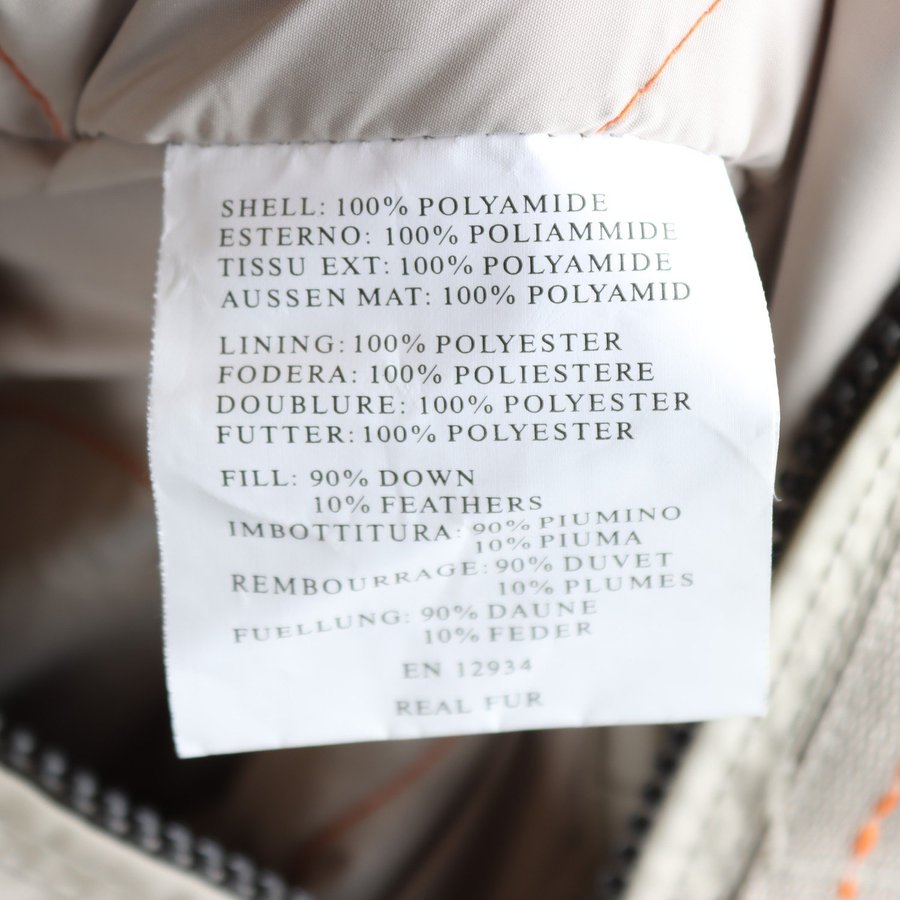 SHELL: 100% POLYAMIDE
ESTERNO: 100% POLIAMMIDE
TISSU EXT: 100% POLYAMIDE
AUSSEN MAT: 100% POLYAMID
LINING: 100% POLYESTER
FODERA: 100% POLIESTERE
DOUBLURE: 100% POLYESTER
FUTTER: 100% POLYESTER
FILL: 90% DOWN
10% FEATHERS
IMBOTTITURA: 90% PIUMINO
10% PIUMA
REMBOURRAGE: 90% DUVET
10% PLUMES
FUELLUNG: 90% DAUNE
10% FEDER
EN 12934
REAL FUR